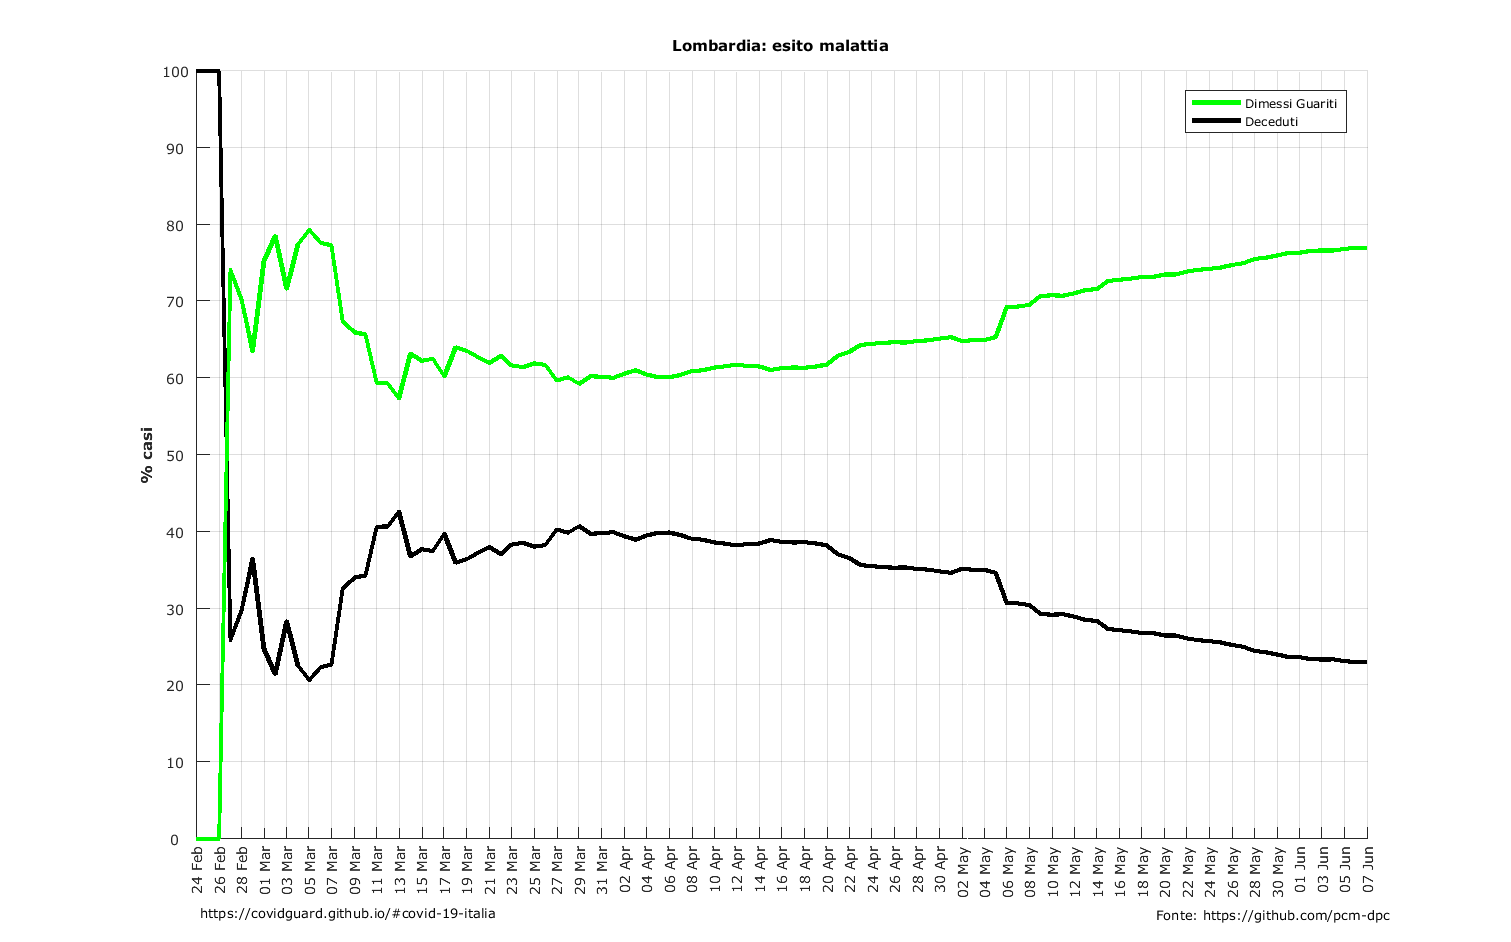 Lombardia: esito malattia
100
90
80
70
60
50
40
30
20
10
0
% casi
Dimessi Guariti
Deceduti
24 Feb
26 Feb
28 Feb
01 Mar
03 Mar
05 Mar
07 Mar
09 Mar
11 Mar
13 Mar
15 Mar
17 Mar
19 Mar
21 Mar
23 Mar
25 Mar
27 Mar
29 Mar
31 Mar
02 Apr
04 Apr
06 Apr
08 Apr
10 Apr
12 Apr
14 Apr
16 Apr
18 Apr
20 Apr
22 Apr
24 Apr
26 Apr
28 Apr
30 Apr
02 May
04 May
06 May
08 May
10 May
12 May
14 May
16 May
18 May
20 May
22 May
24 May
26 May
28 May
30 May
01 Jun
03 Jun
05 Jun
07 Jun
https://covidguard.github.io/#covid-19-italia
Fonte: https://github.com/pcm-dpc